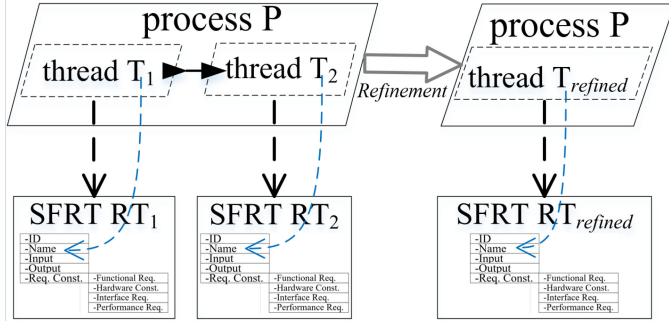 process P
thread T1
thread T2
Refinement
process P
thread Trefined
SFRT RT1
-ID
-Name
-Input
-Output
-Req. Const.
-Functional Req.
-Hardware Const.
-Interface Req.
-Performance Req.
SFRT RT2
-ID
-Name
-Input
-Output
-Req. Const.
-Functional Req.
-Hardware Const.
-Interface Req.
-Performance Req.
SFRT RTrefined
-ID
-Name
-Input
-Output
-Req. Const.
-Functional Req.
-Hardware Const.
-Interface Req.
-Performance Req.